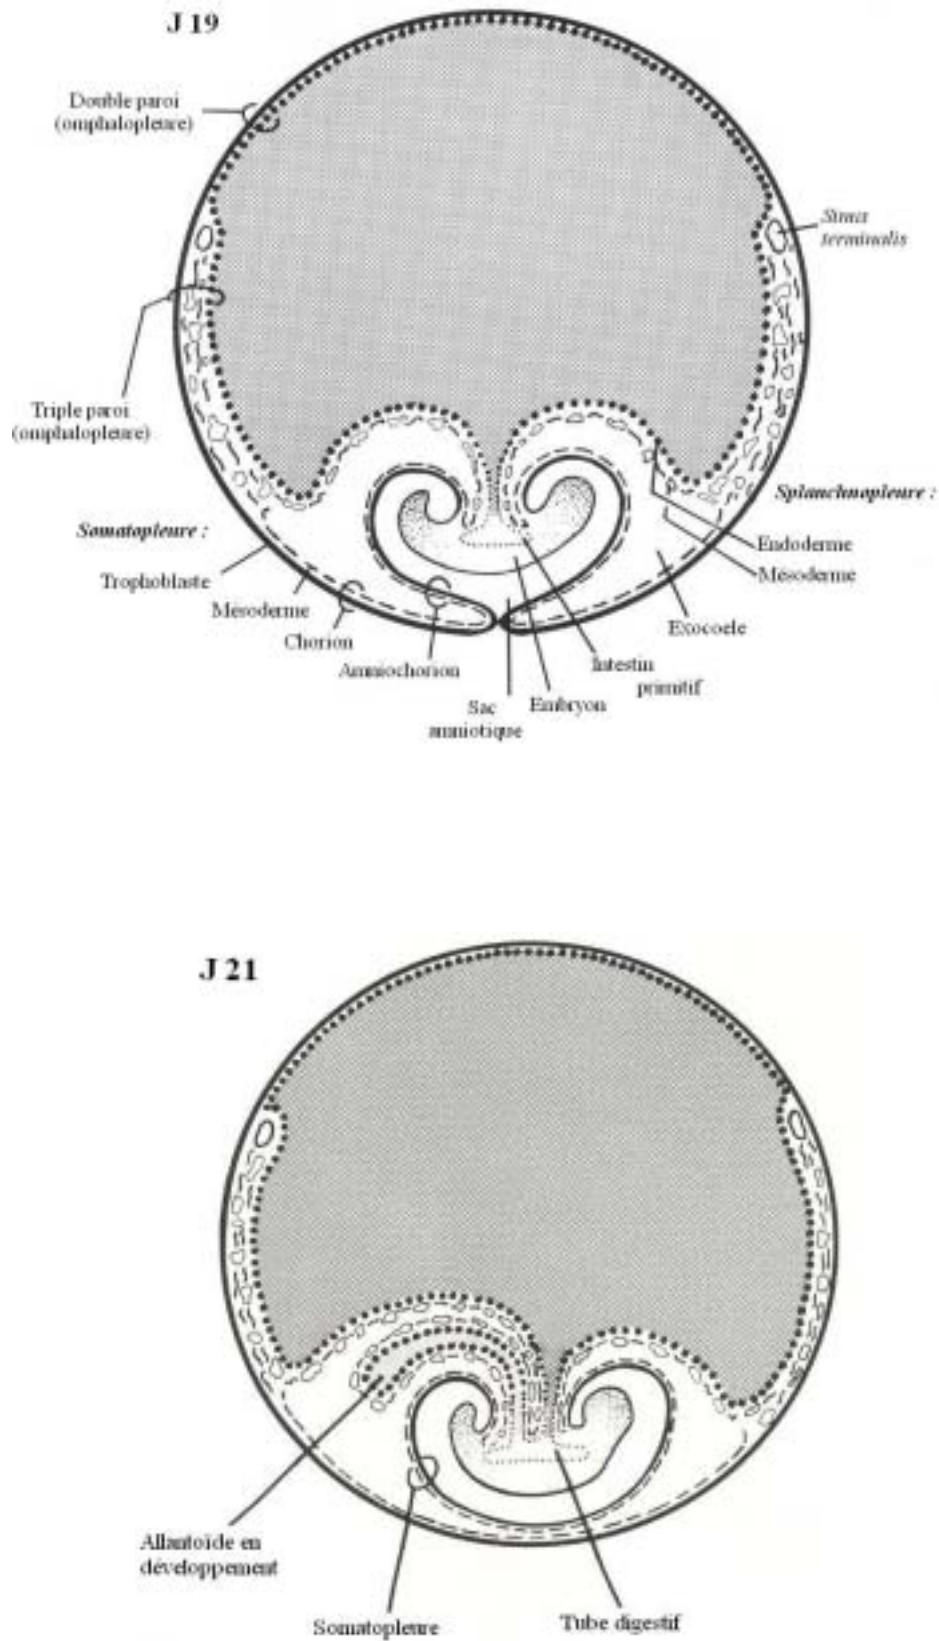 J 19
Double paroi
(omphalopleure)
Sinus
terminalis
Triple paroi
(omphalopleure)
Splanchnopleure :
Somatopleure :
Endoderme
Trophoblaste
Mésoderme
Mésoderme
Exocoele
Chorion
Amniochorion
Intestin
primitif
Sac
amniotique
Embryon
J 21
Allantoïde en
développement
Somatopleure
Tube digestif